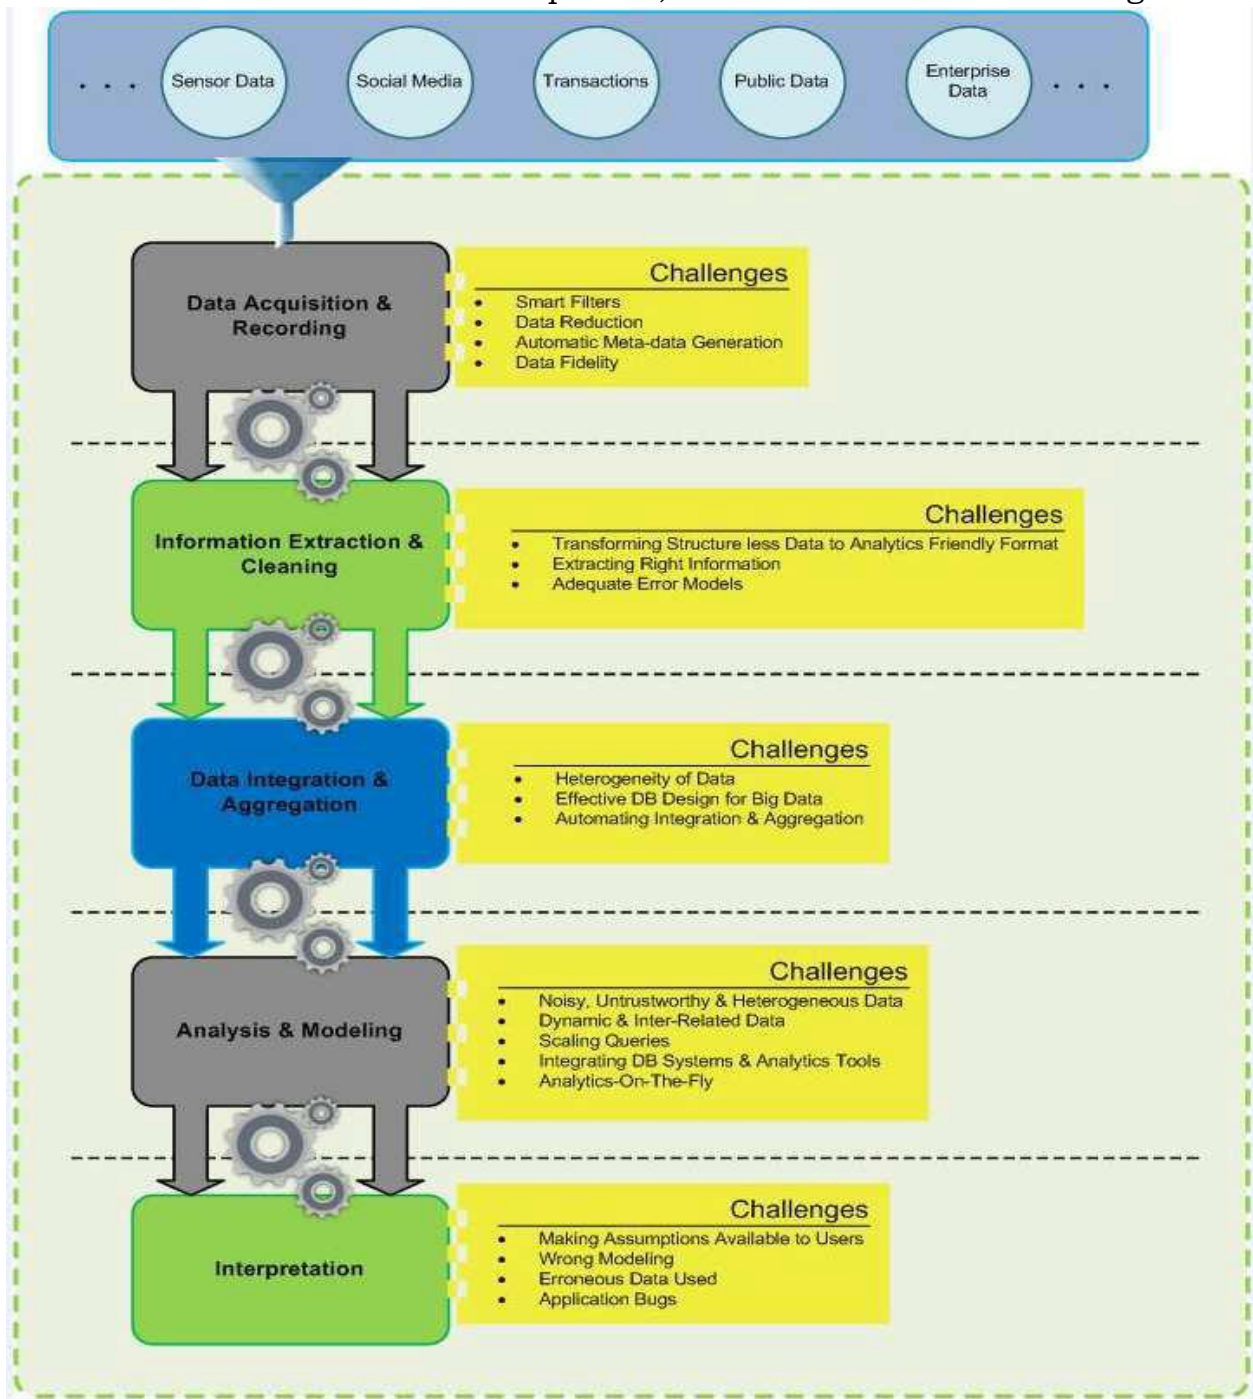 . . . Sensor Data Social Media Transactions Public Data Enterprise Data . . .
Data Acquisition &
Recording
Challenges
• Smart Filters
• Data Reduction
• Automatic Meta-data Generation
• Data Fidelity
Information Extraction &
Cleaning
Challenges
• Transforming Structure less Data to Analytics Friendly Format
• Extracting Right Information
• Adequate Error Models
Data Integration &
Aggregation
Challenges
• Heterogeneity of Data
• Effective DB Design for Big Data
• Automating Integration & Aggregation
Analysis & Modeling
Challenges
• Noisy, Untrustworthy & Heterogeneous Data
• Dynamic & Inter-Related Data
• Scaling Queries
• Integrating DB Systems & Analytics Tools
• Analytics-On-The-Fly
Interpretation
Challenges
• Making Assumptions Available to Users
• Wrong Modeling
• Erroneous Data Used
• Application Bugs